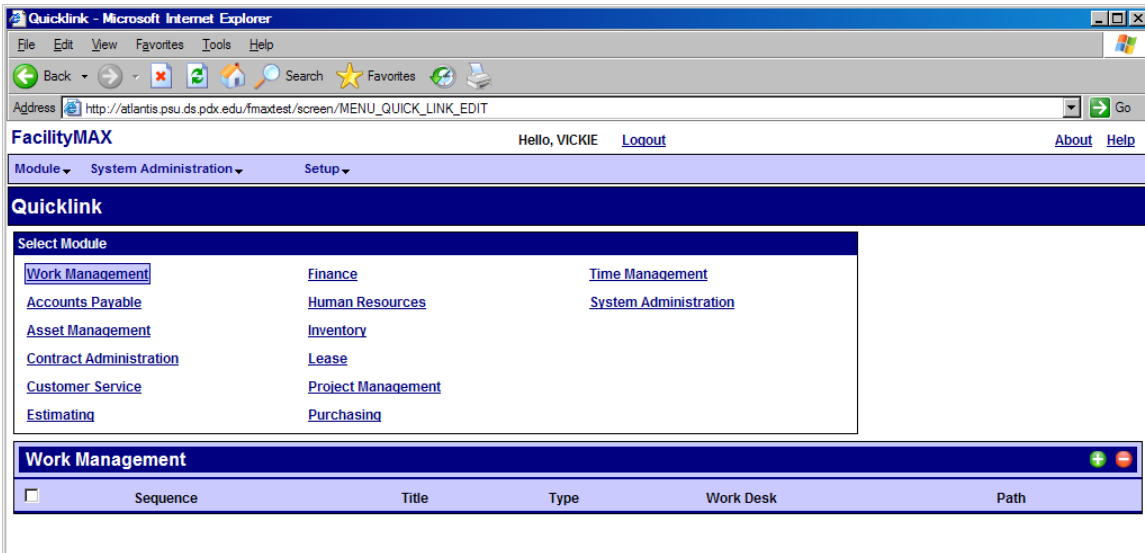 Quicklink - Microsoft Internet Explorer
File Edit View Favorites Tools Help
Back Search Favorites
Address http://atlantis.psu.ds.pdx.edu/fmaxtest/screen/MENU_QUICK_LINK_EDIT Go
FacilityMAX Hello, VICKIE Logout About Help
Module System Administration Setup
Quicklink
Select Module
Work Management Finance Time Management
Accounts Payable Human Resources System Administration
Asset Management Inventory
Contract Administration Lease
Customer Service Project Management
Estimating Purchasing
Work Management
Sequence Title Type Work Desk Path